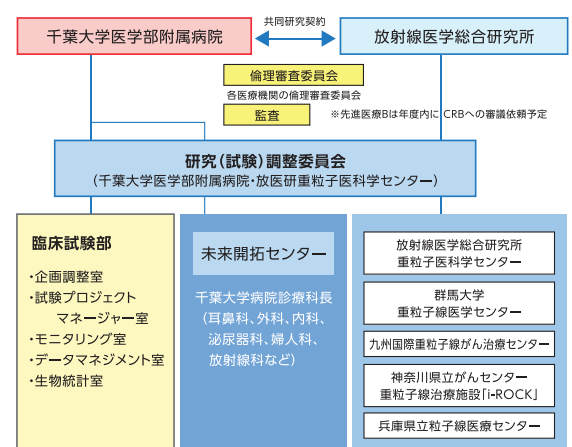 千葉大学医学部附属病院
共同研究契約
放射線医学総合研究所
倫理審査委員会
各医療機関の倫理審査委員会
監査
※先進医療Bは年度内に CRBへの審議依頼予定
研究(試験)調整委員会
(千葉大学医学部附属病院・放医研重粒子医科学センター)
臨床試験部
・企画調整室
・試験プロジェクト
マネージャー室
・モニタリング室
・データマネジメント室
・生物統計室
未来開拓センター
千葉大学病院診療科長
(耳鼻科、外科、内科、
泌尿器科、婦人科、
放射線科など)
放射線医学総合研究所
重粒子医科学センター
群馬大学
重粒子線医学センター
九州国際重粒子線がん治療センター
神奈川県立がんセンター
重粒子線治療施設「i-ROCK」
兵庫県立粒子線医療センター